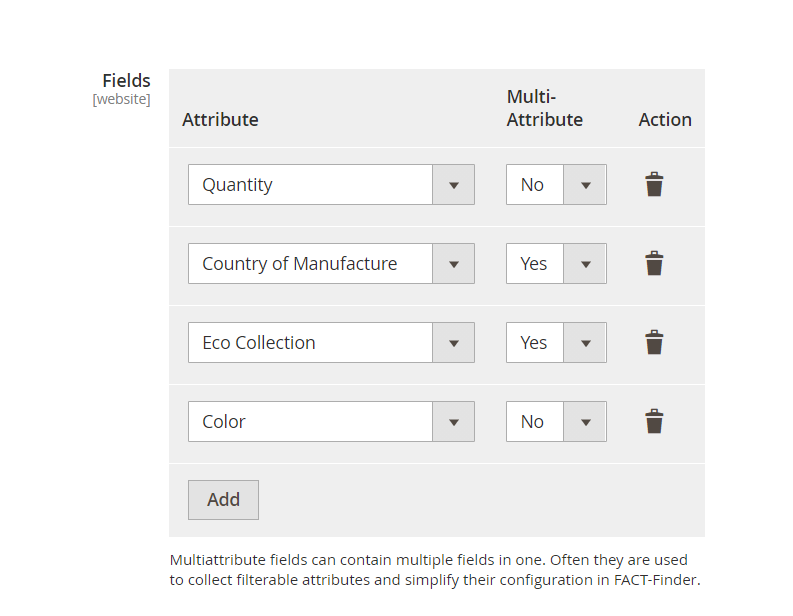 Fields
[website]
Attribute
Multi-
Attribute
Action
Quantity
No
Country of Manufacture
Yes
Eco Collection
Yes
Color
No
Add
Multiattribute fields can contain multiple fields in one. Often they are used
to collect filterable attributes and simplify their configuration in FACT-Finder.